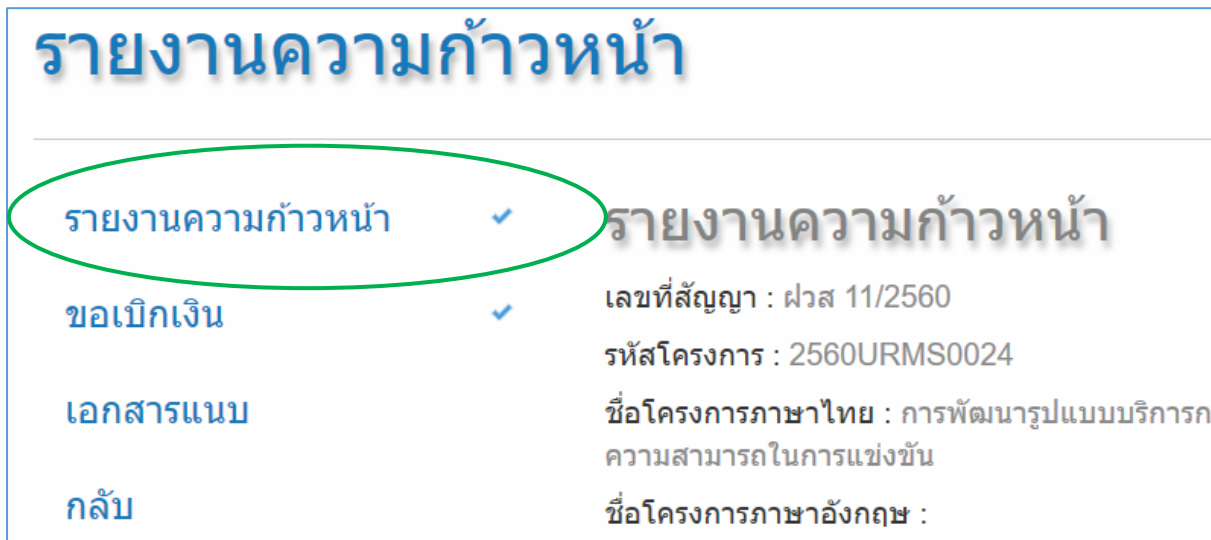 รายงานความก้าวหน้า
รายงานความก้าวหน้า
ขอเบิกเงิน
เอกสารแนบ
กลับ
รายงานความก้าวหน้า
เลขที่สัญญา : ฝวส 11/2560
รหัสโครงการ : 2560URMS0024
ชื่อโครงการภาษาไทย : การพัฒนารูปแบบบริการก
ความสามารถในการแข่งขัน
ชื่อโครงการภาษาอังกฤษ :